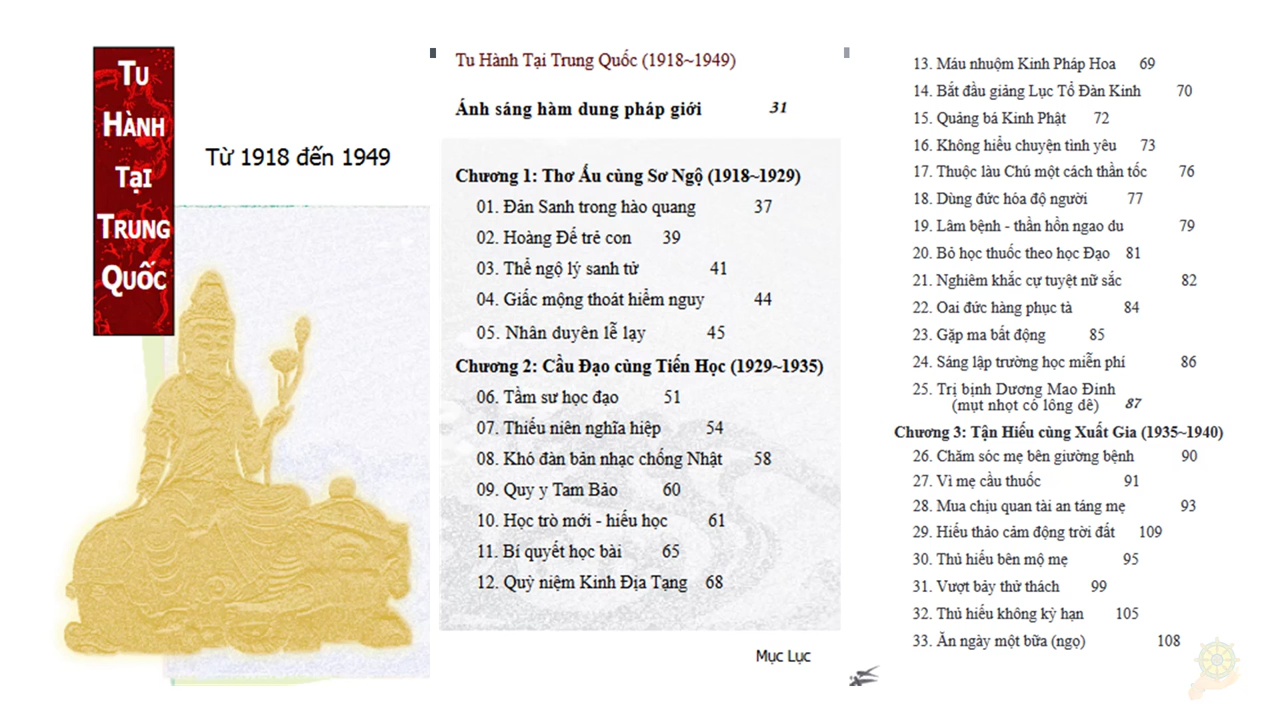 Tu
Hành
Tại
Trung
Quốc
Từ 1918 đến 1949
Tu Hành Tại Trung Quốc (1918~1949)
Ánh sáng hàm dung pháp giới 31
Chương 1: Thơ Ấu cùng Sơ Ngộ (1918~1929)
01. Đản Sanh trong hào quang 37
02. Hoàng Đế trẻ con 39
03. Thể ngộ lý sanh tử 41
04. Giấc mộng thoát hiểm nguy 44
05. Nhân duyên lễ lạy 45
Chương 2: Cầu Đạo cùng Tiến Học (1929~1935)
06. Tầm sư học đạo 51
07. Thiếu niên nghĩa hiệp 54
08. Khó đàn bản nhạc chống Nhật 58
09. Quy y Tam Bảo 60
10. Học trò mới - hiếu học 61
11. Bí quyết học bài 65
12. Quỳ niệm Kinh Địa Tạng 68
Mục Lục
13. Máu nhuộm Kinh Pháp Hoa 69
14. Bắt đầu giảng Lục Tổ Đàn Kinh 70
15. Quảng bá Kinh Phật 72
16. Không hiểu chuyện tình yêu 73
17. Thuộc làu Chú một cách thần tốc 76
18. Dùng đức hóa độ người 77
19. Lâm bệnh - thần hồn ngao du 79
20. Bỏ học thuốc theo học Đạo 81
21. Nghiêm khắc cự tuyệt nữ sắc 82
22. Oai đức hàng phục tà 84
23. Gặp ma bất động 85
24. Sáng lập trường học miễn phí 86
25. Trị bịnh Dương Mao Đinh
(mụt nhọt có lông dê) 87
Chương 3: Tận Hiếu cùng Xuất Gia (1935~1940)
26. Chăm sóc mẹ bên giường bệnh 90
27. Vì mẹ cầu thuốc 91
28. Mua chịu quan tài an táng mẹ 93
29. Hiếu thảo cảm động trời đất 109
30. Thủ hiếu bên mộ mẹ 95
31. Vượt bảy thử thách 99
32. Thủ hiếu không kỳ hạn 105
33. Ăn ngày một bữa (ngọ) 108